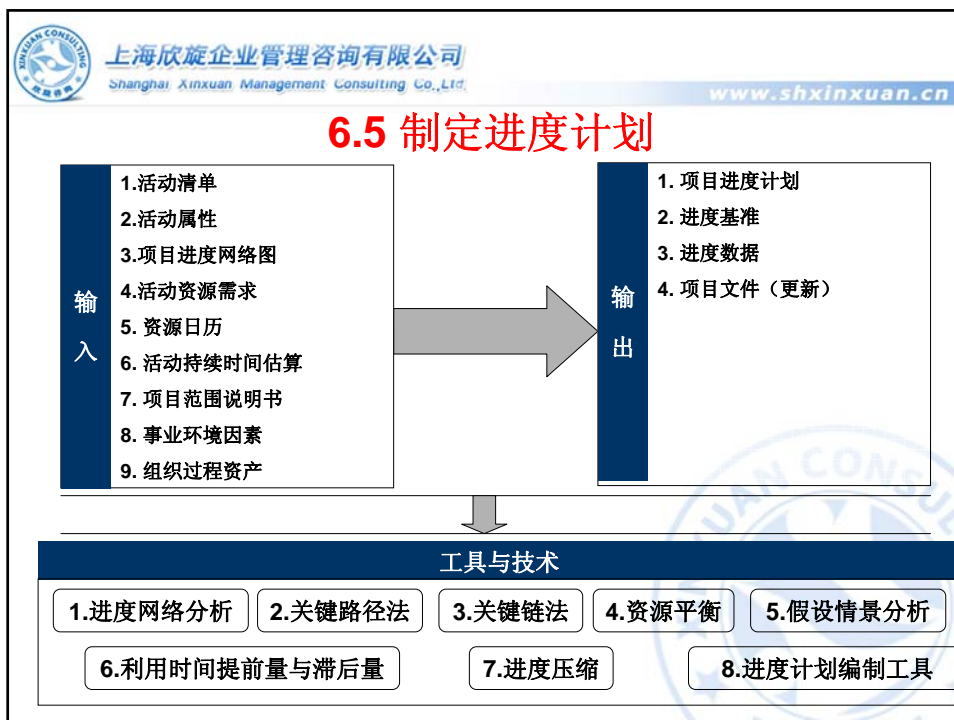 XINXUAN CONSULTING
欣旋咨询
上海欣旋企业管理咨询有限公司
Shanghai Xinxuan Management Consulting Co.,Ltd.
www.shxinxuan.cn
6.5 制定进度计划
输入
1.活动清单
2.活动属性
3.项目进度网络图
4.活动资源需求
5. 资源日历
6. 活动持续时间估算
7. 项目范围说明书
8. 事业环境因素
9. 组织过程资产
输出
1. 项目进度计划
2. 进度基准
3. 进度数据
4. 项目文件（更新）
工具与技术
1.进度网络分析
2.关键路径法
3.关键链法
4.资源平衡
5.假设情景分析
6.利用时间提前量与滞后量
7.进度压缩
8.进度计划编制工具